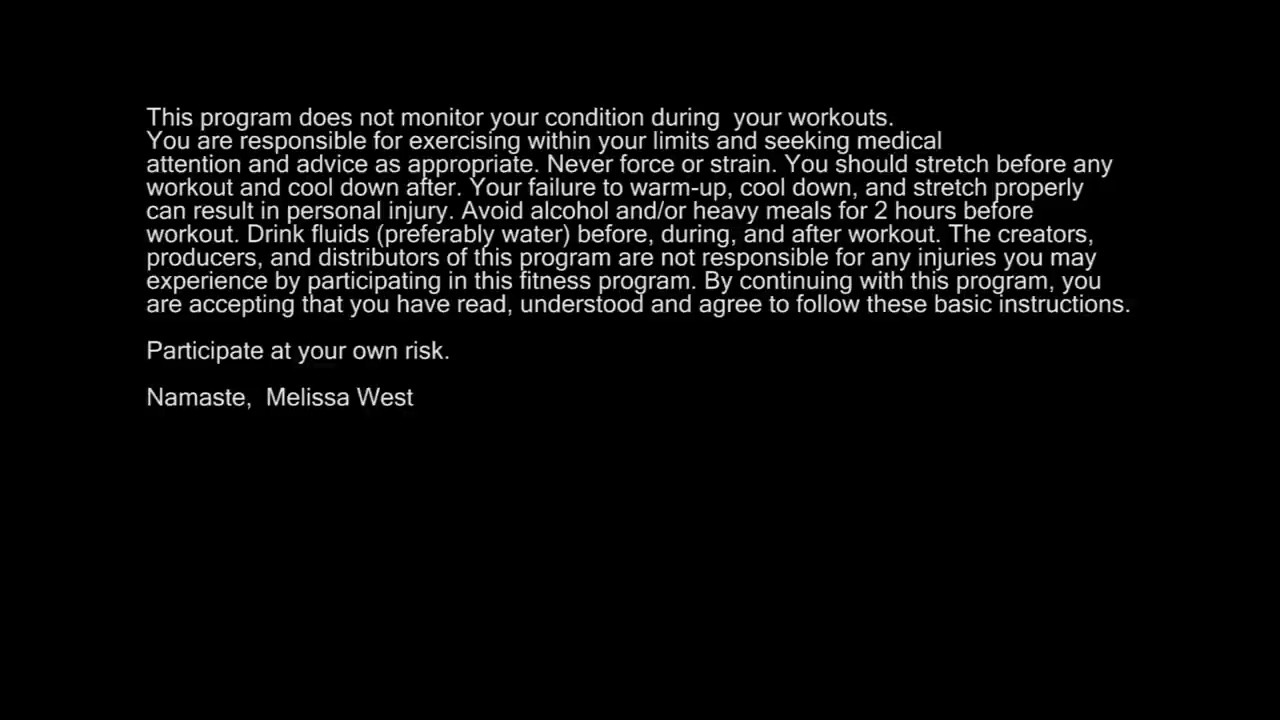 This program does not monitor your condition during  your workouts.
You are responsible for exercising within your limits and seeking medical
attention and advice as appropriate. Never force or strain. You should stretch before any
workout and cool down after. Your failure to warm-up, cool down, and stretch properly
can result in personal injury. Avoid alcohol and/or heavy meals for 2 hours before
workout. Drink fluids (preferably water) before, during, and after workout. The creators,
producers, and distributors of this program are not responsible for any injuries you may
experience by participating in this fitness program. By continuing with this program, you
are accepting that you have read, understood and agree to follow these basic instructions.
Participate at your own risk.
Namaste,  Melissa West